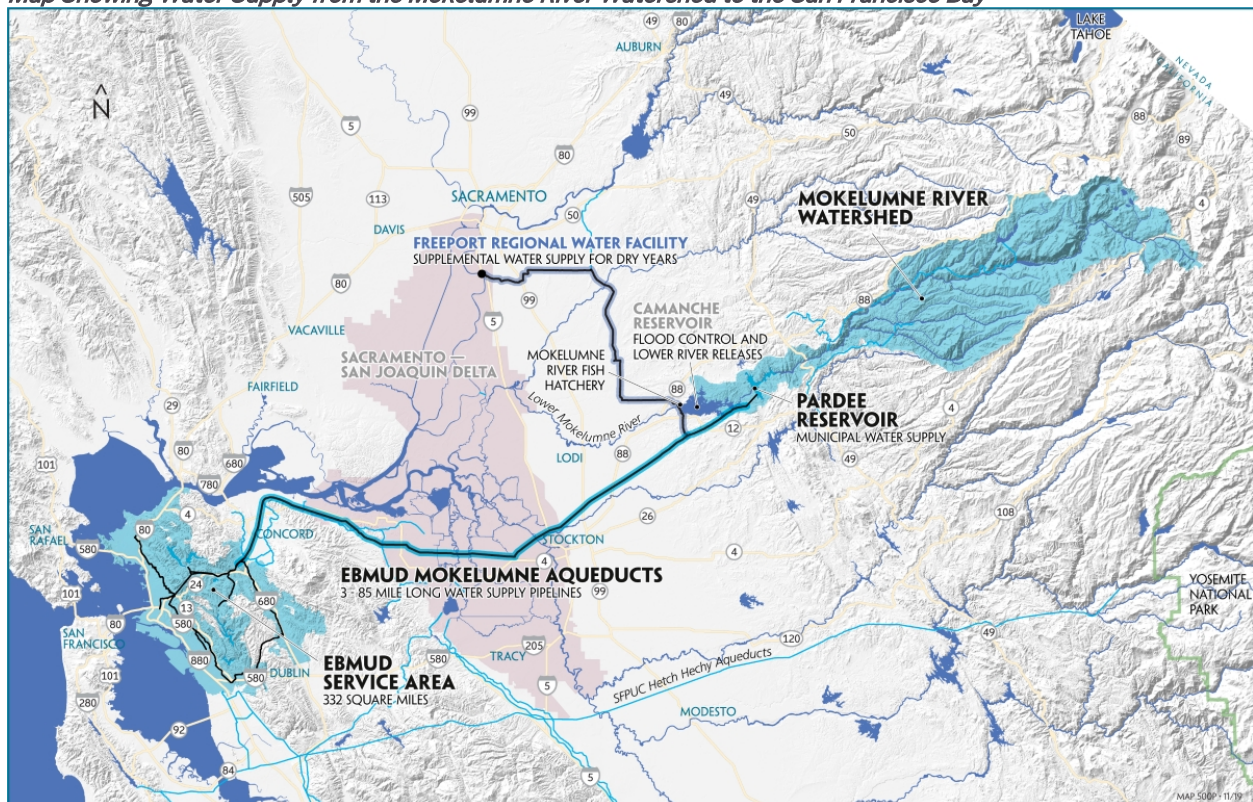 Map Showing Water Supply from the Mokelumne River Watershed to the San Francisco Bay
LAKE
TAHOE
NEVADA
CALIFORNIA
N
AUBURN
49
80
99
49
5
88
89
50
80
505
113
SACRAMENTO
50
49
4
DAVIS
MOKELUMNE RIVER
WATERSHED
FREEPORT REGIONAL WATER FACILITY
SUPPLEMENTAL WATER SUPPLY FOR DRY YEARS
80
99
88
5
CAMANCHE
RESERVOIR
FLOOD CONTROL AND
LOWER RIVER RELEASES
VACAVILLE
SACRAMENTO —
SAN JOAQUIN DELTA
MOKELUMNE
RIVER FISH
HATCHERY
88
FAIRFIELD
Lower Mokelumne River
12
PARDEE
RESERVOIR
MUNICIPAL WATER SUPPLY
4
29
80
LODI
88
49
101
680
780
26
108
4
SAN
RAFAEL
580
80
CONCORD
STOCKTON
4
4
EBMUD MOKELUMNE AQUEDUCTS
3 - 85 MILE LONG WATER SUPPLY PIPELINES
99
24
680
101
13
580
80
SAN
FRANCISCO
YOSEMITE
NATIONAL
PARK
120
49
880
DUBLIN
580
101
280
EBMUD
SERVICE AREA
332 SQUARE MILES
580
TRACY
205
5
SFPUC Hetch Hechy Aqueducts
MODESTO
92
84
5
MAP 500P · 11/19